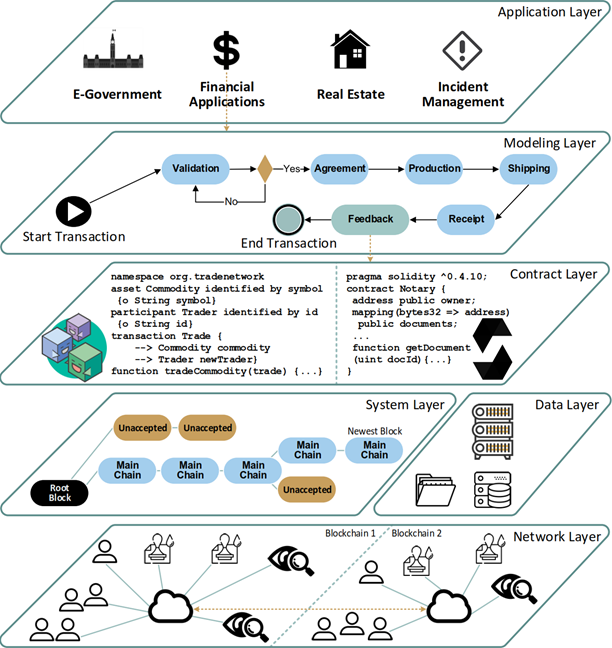 Application Layer
E-Government
Financial
Applications
Real Estate
Incident
Management
Modeling Layer
Validation
Yes
Agreement
Production
Shipping
No
Start Transaction
End Transaction
Feedback
Receipt
Contract Layer
namespace org.tradenetwork
asset Commodity identified by symbol
{o String symbol}
participant Trader identified by id
{o String id}
transaction Trade {
--> Commodity commodity
--> Trader newTrader}
function tradeCommodity(trade) {...}
pragma solidity ^0.4.10;
contract Notary {
address public owner;
mapping(bytes32 => address)
public documents;
...
function getDocument
(uint docId){...}
}
System Layer
Unaccepted
Unaccepted
Newest Block
Main
Chain
Main
Chain
Main
Chain
Main
Chain
Main
Chain
Root
Block
Unaccepted
Data Layer
Network Layer
Blockchain 1
Blockchain 2